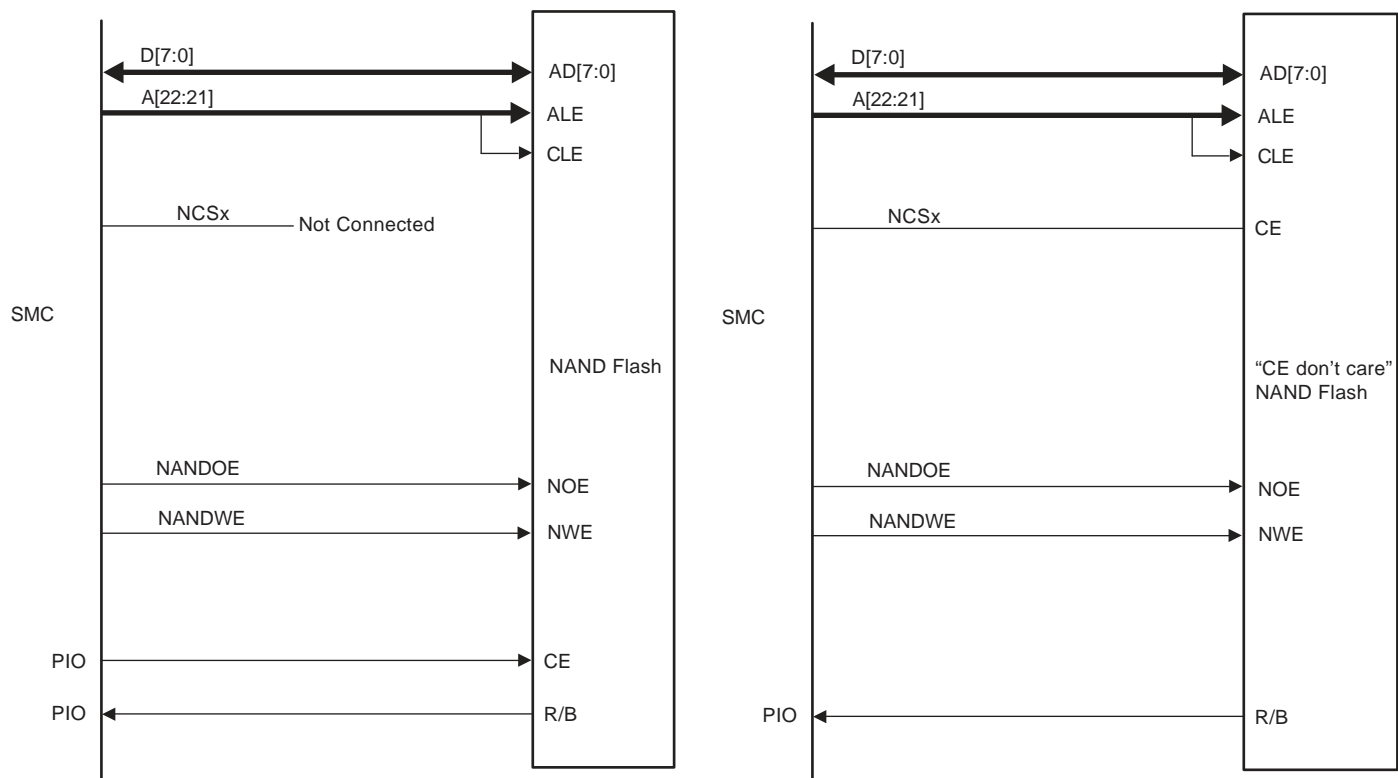 D[7:0]
AD[7:0]
A[22:21]
ALE
CLE
NCSx
Not Connected
SMC
NAND Flash
NANDOE
NOE
NANDWE
NWE
PIO
CE
PIO
R/B
D[7:0]
AD[7:0]
A[22:21]
ALE
CLE
NCSx
CE
SMC
“CE don’t care”
NAND Flash
NANDOE
NOE
NANDWE
NWE
PIO
R/B